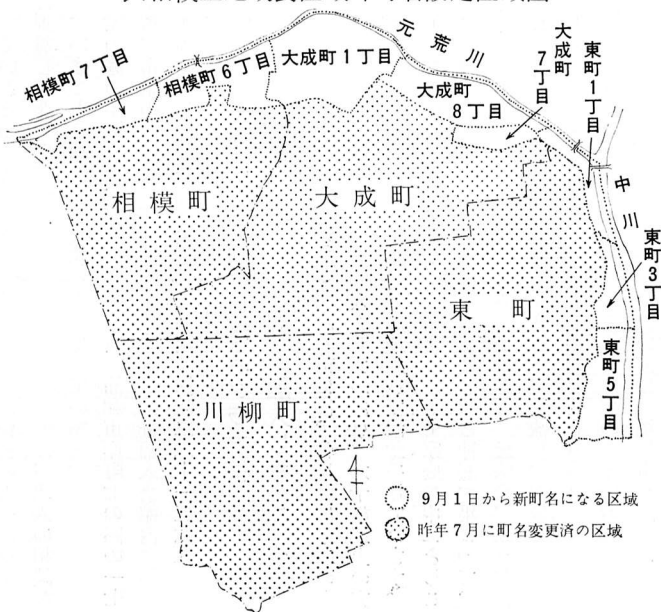 元荒川
中川
相模町7丁目
相模町6丁目
大成町1丁目
大成町
8丁目
大成町
7丁目
東町1丁目
東町3丁目
東町5丁目
相模町
大成町
東町
川柳町
9月1日から新町名になる区域
昨年7月に町名変更済の区域